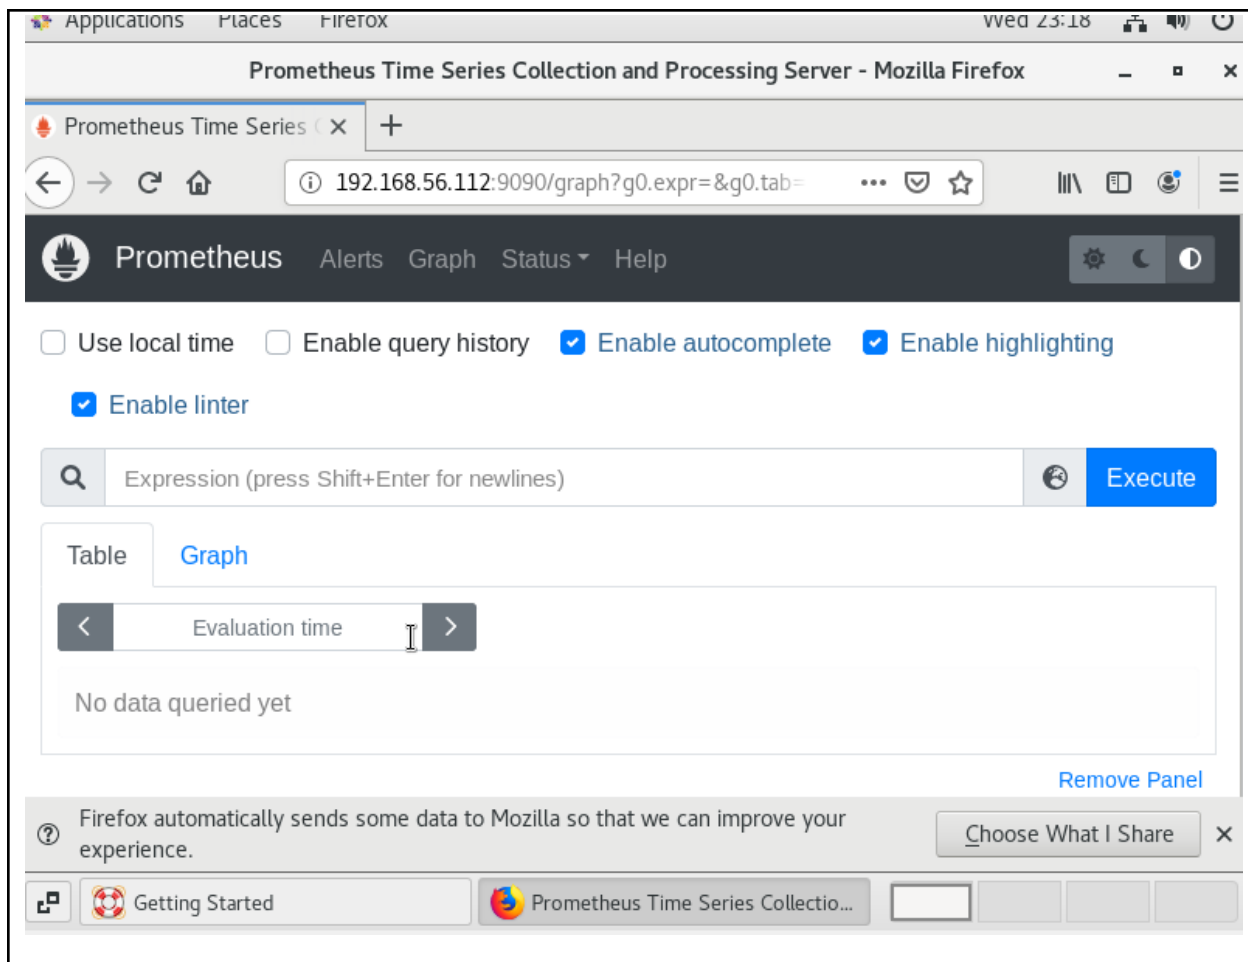 Applications Places Firefox Wed 23:18
Prometheus Time Series Collection and Processing Server - Mozilla Firefox
Prometheus Time Series
192.168.56.112:9090/graph?g0.expr=&g0.tab=
Prometheus Alerts Graph Status Help
Use local time Enable query history Enable autocomplete Enable highlighting
Enable linter
Expression (press Shift+Enter for newlines) Execute
Table Graph
Evaluation time
No data queried yet
Remove Panel
Firefox automatically sends some data to Mozilla so that we can improve your
experience.
Choose What I Share
Getting Started Prometheus Time Series Collectio...